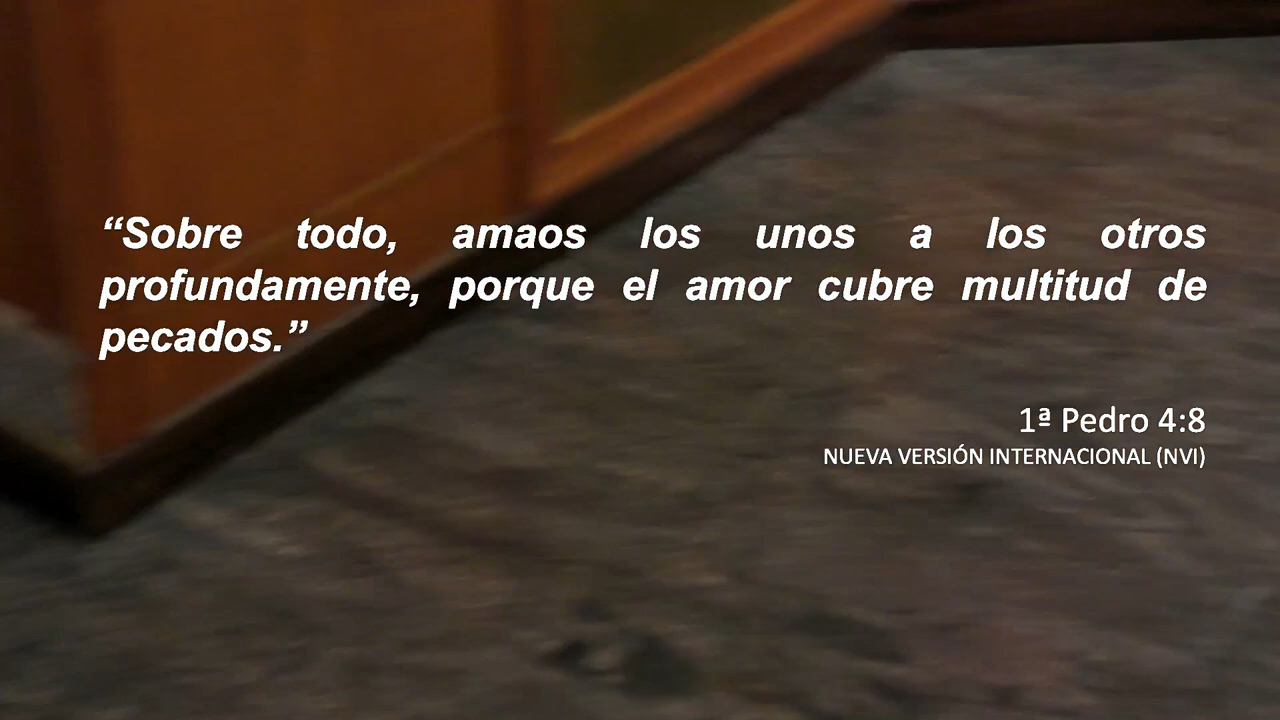 “Sobre todo, amaos los unos a los otros
profundamente, porque el amor cubre multitud de
pecados.”
1ª Pedro 4:8
NUEVA VERSIÓN INTERNACIONAL (NVI)